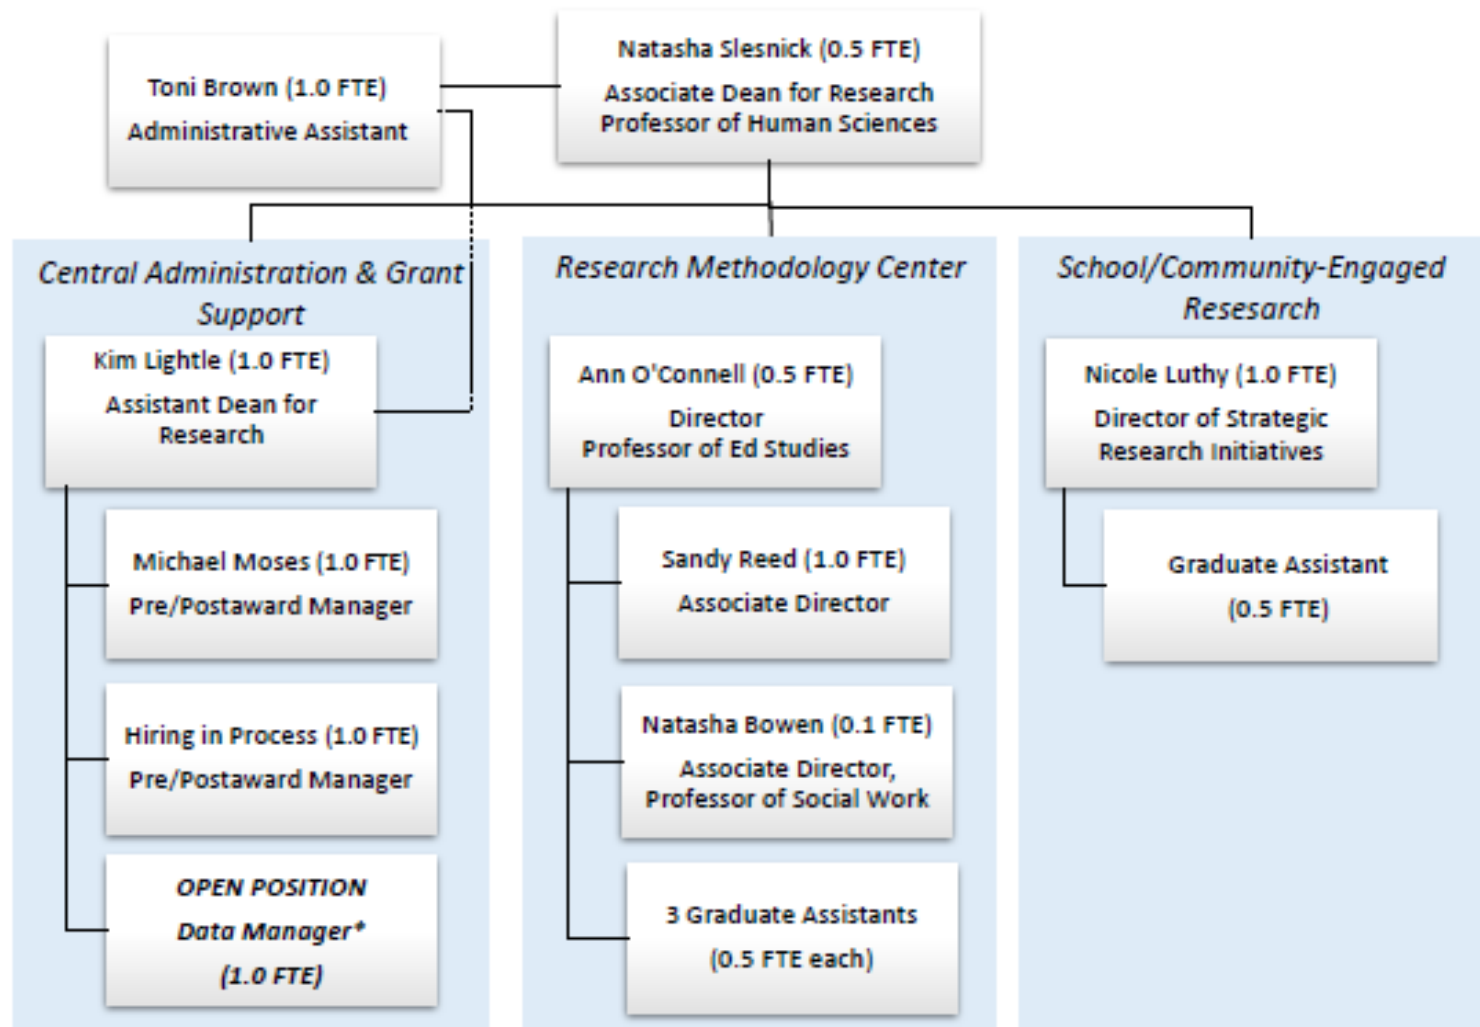 Toni Brown (1.0 FTE)
Administrative Assistant
Natasha Slesnick (0.5 FTE)
Associate Dean for Research
Professor of Human Sciences
Central Administration & Grant
Support
Kim Lightle (1.0 FTE)
Assistant Dean for
Research
Michael Moses (1.0 FTE)
Pre/Postaward Manager
Hiring in Process (1.0 FTE)
Pre/Postaward Manager
OPEN POSITION
Data Manager*
(1.0 FTE)
Research Methodology Center
Ann O'Connell (0.5 FTE)
Director
Professor of Ed Studies
Sandy Reed (1.0 FTE)
Associate Director
Natasha Bowen (0.1 FTE)
Associate Director,
Professor of Social Work
3 Graduate Assistants
(0.5 FTE each)
School/Community-Engaged
Resesarch
Nicole Luthy (1.0 FTE)
Director of Strategic
Research Initiatives
Graduate Assistant
(0.5 FTE)